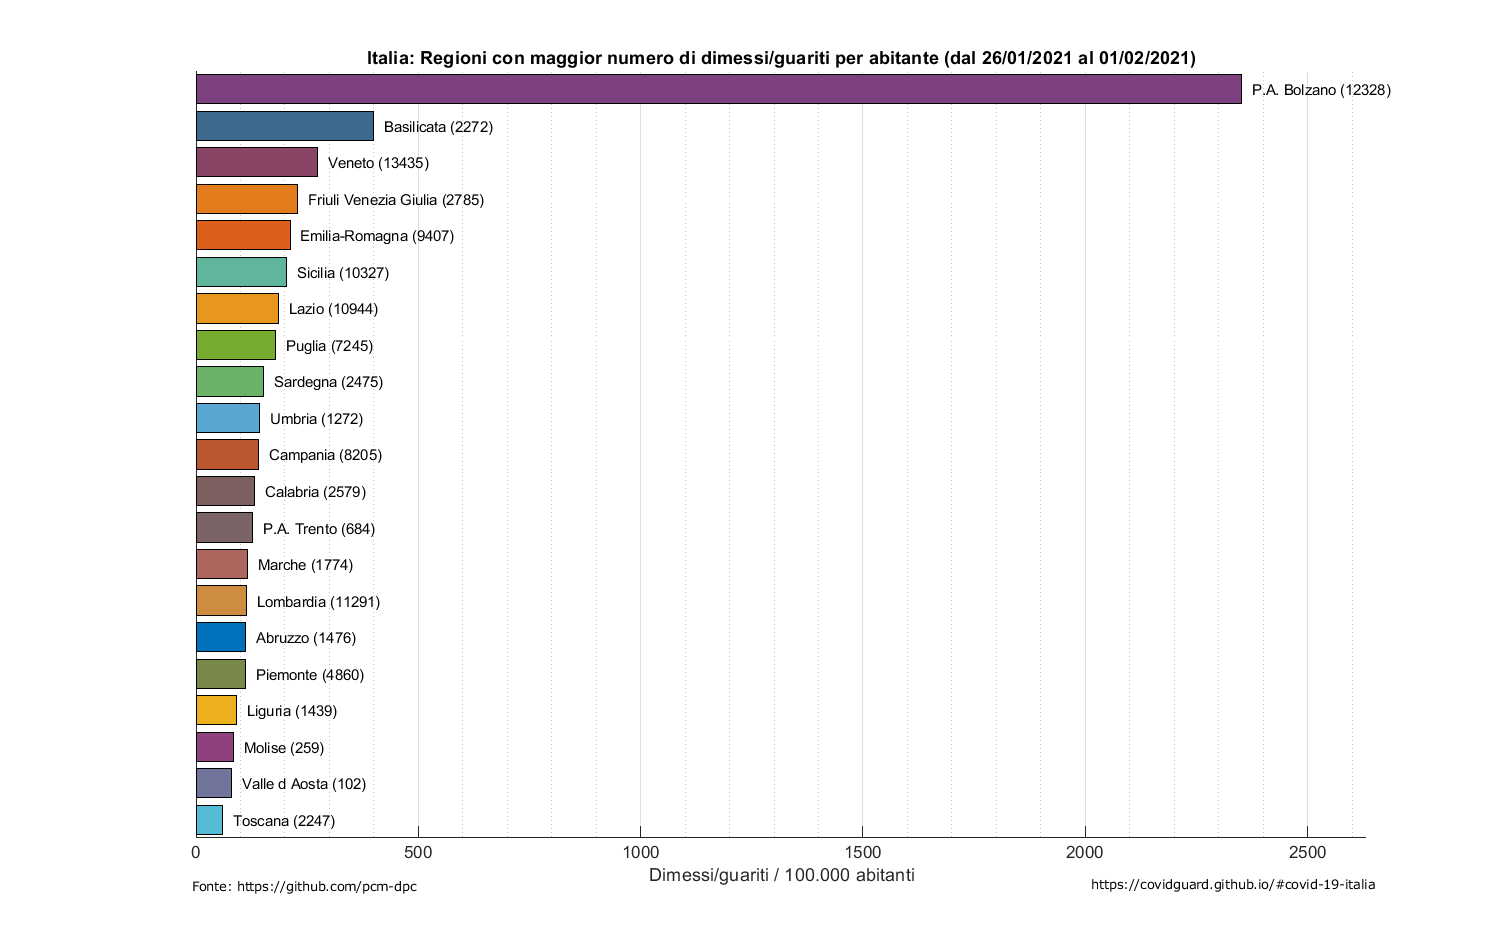 Italia: Regioni con maggior numero di dimessi/guariti per abitante (dal 26/01/2021 al 01/02/2021)
P.A. Bolzano (12328)
Basilicata (2272)
Veneto (13435)
Friuli Venezia Giulia (2785)
Emilia-Romagna (9407)
Sicilia (10327)
Lazio (10944)
Puglia (7245)
Sardegna (2475)
Umbria (1272)
Campania (8205)
Calabria (2579)
P.A. Trento (684)
Marche (1774)
Lombardia (11291)
Abruzzo (1476)
Piemonte (4860)
Liguria (1439)
Molise (259)
Valle d Aosta (102)
Toscana (2247)
0 500 1000 1500 2000 2500
Dimessi/guariti / 100.000 abitanti
Fonte: https://github.com/pcm-dpc
https://covidguard.github.io/#covid-19-italia